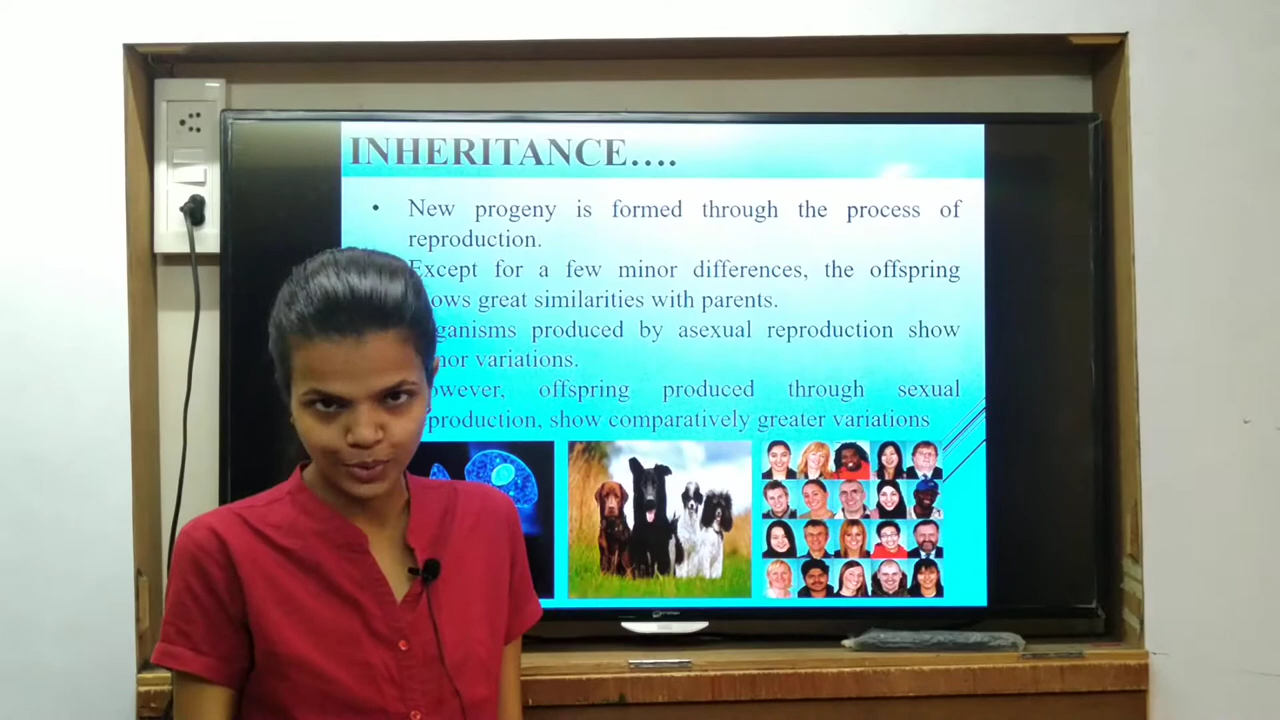 INHERITANCE….
• New progeny is formed through the process of
reproduction.
Except for a few minor differences, the offspring
great similarities with parents.
produced by asexual reproduction show
variations.
offspring produced through sexual
show comparatively greater variations